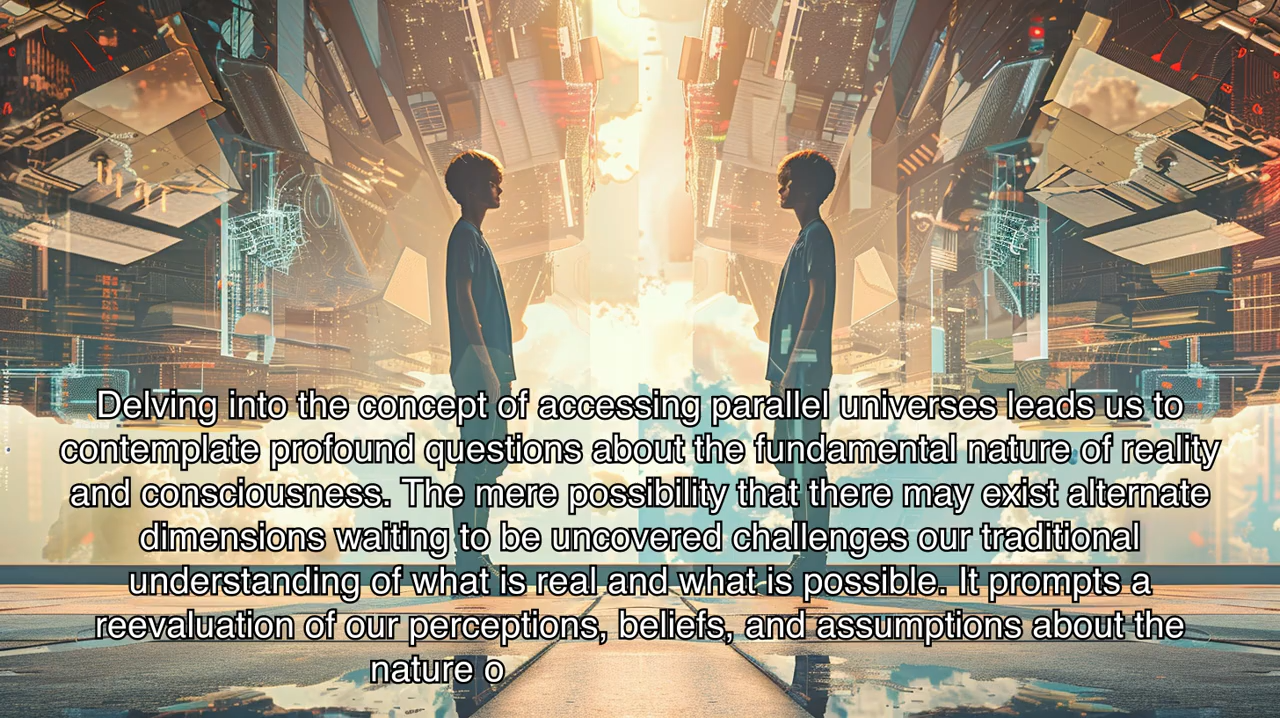 Delving into the concept of accessing parallel universes leads us to
contemplate profound questions about the fundamental nature of reality
and consciousness. The mere possibility that there may exist alternate
dimensions waiting to be uncovered challenges our traditional
understanding of what is real and what is possible. It prompts a
reevaluation of our perceptions, beliefs, and assumptions about the
nature o